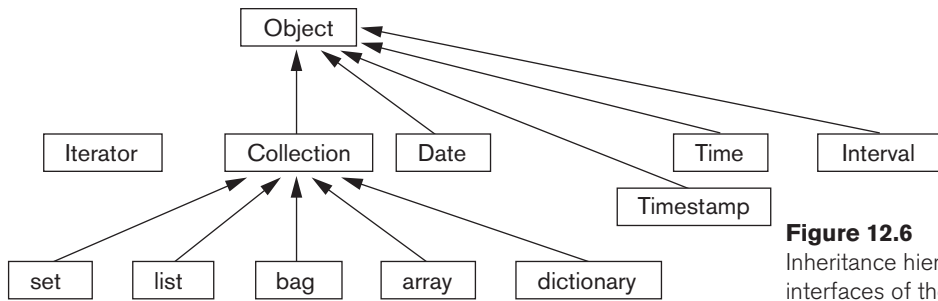 Object
Iterator
Collection
Date
Time
Interval
Timestamp
set
list
bag
array
dictionary
Figure 12.6
Inheritance hier
interfaces of th